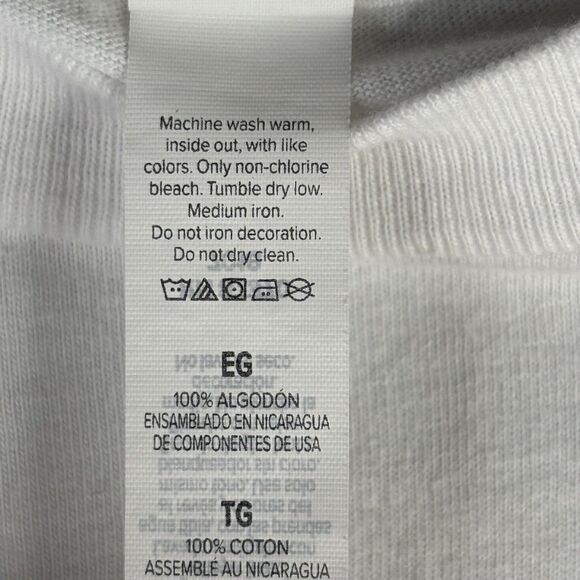 Machine wash warm,
inside out, with like
colors. Only non-chlorine
bleach. Tumble dry low.
Medium iron.
Do not iron decoration.
Do not dry clean.
EG
100% ALGODÓN
ENSAMBLADO EN NICARAGUA
DE COMPONENTES DE USA
TG
100% COTON
ASSEMBLÉ AU NICARAGUA